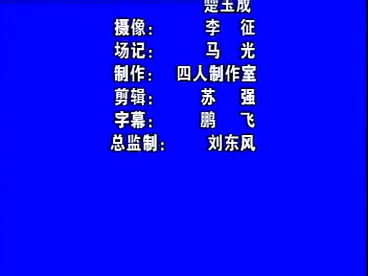 楚玉成
摄像： 李 征
场记： 马 光
制作： 四人制作室
剪辑： 苏 强
字幕： 鹏 飞
总监制： 刘东风